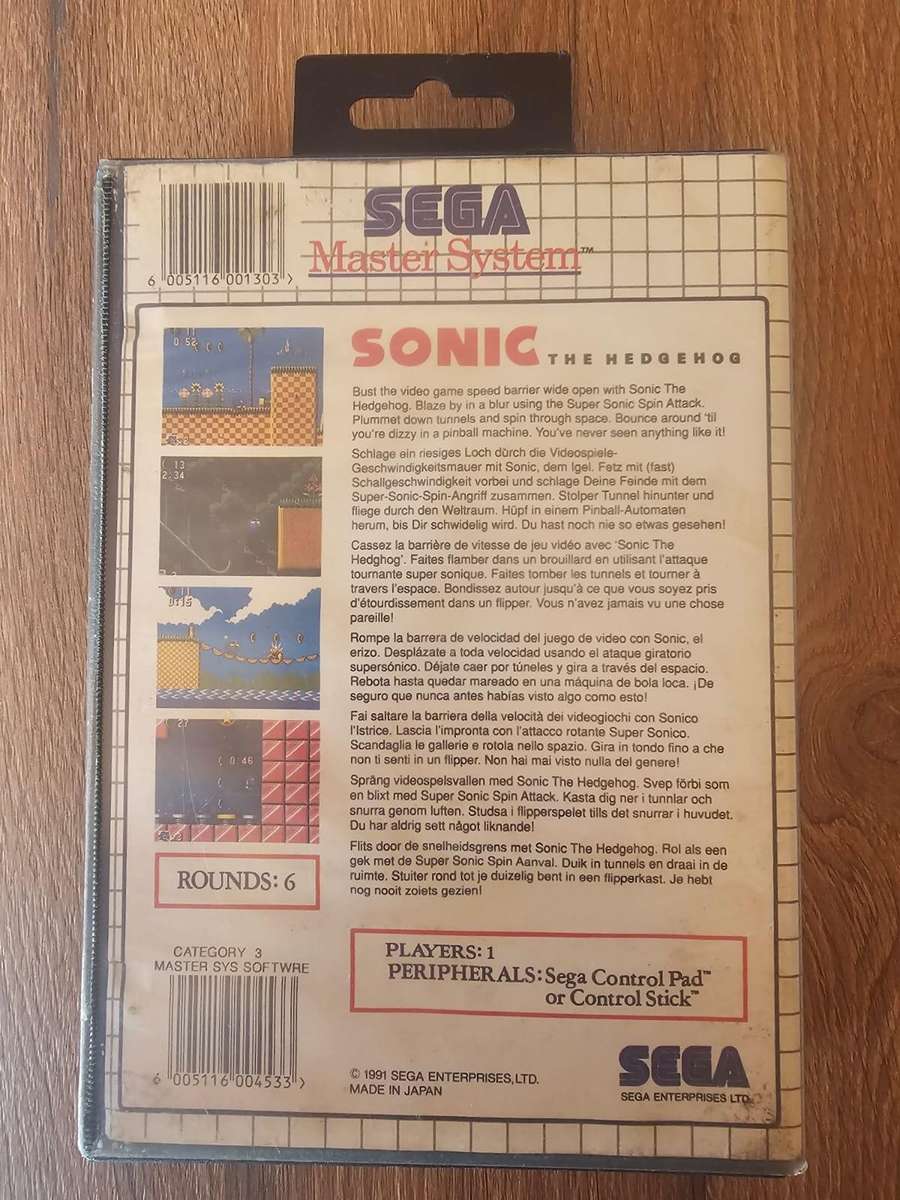 SEGA
Master System™
6 005116 001303 >
SONIC THE HEDGEHOG
Bust the video game speed barrier wide open with Sonic The
Hedgehog. Blaze by in a blur using the Super Sonic Spin Attack.
Plummet down tunnels and spin through space. Bounce around 'til
you're dizzy in a pinball machine. You've never seen anything like it!
Schlage ein riesiges Loch dürch die Videospiele-
Geschwindigkeitsmauer mit Sonic, dem Igel. Fetz mit (fast)
Schallgeschwindigkeit vorbei und schlage Deine Feinde mit dem
Super-Sonic-Spin-Angriff zusammen. Stolper Tunnel hinunter und
fliege durch den Weltraum. Hüpf in einem Pinball-Automaten
herum, bis Dir schwidelig wird. Du hast noch nie so etwas gesehen!
Cassez la barrière de vitesse de jeu vidéo avec 'Sonic The
Hedghog'. Faites flamber dans un brouillard en utilisant l'attaque
tournante super sonique. Faites tomber les tunnels et tourner à
travers l'espace. Bondissez autour jusqu'à ce que vous soyez pris
d'étourdissement dans un flipper. Vous n'avez jamais vu une chose
pareille!
Rompe la barrera de velocidad del juego de video con Sonic, el
erizo. Desplázate a toda velocidad usando el ataque giratorio
supersónico. Déjate caer por túneles y gira a través del espacio.
Rebota hasta quedar mareado en una máquina de bola loca. ¡De
seguro que nunca antes habías visto algo como esto!
Fai saltare la barriera della velocità dei videogiochi con Sonico
l'Istrice. Lascia l'impronta con l'attacco rotante Super Sonico.
Scandaglia le gallerie e rotola nello spazio. Gira in tondo fino a che
non ti senti in un flipper. Non hai mai visto nulla del genere!
Spräng videospelsvallen med Sonic The Hedgehog. Svep förbi som
en blixt med Super Sonic Spin Attack. Kasta dig ner i tunnlar och
snurra genom luften. Studsa i flipperspelet tills det snurrar i huvudet.
Du har aldrig sett något liknande!
Flits door de snelheidsgrens met Sonic The Hedgehog. Rol als een
gek met de Super Sonic Spin Aanval. Duik in tunnels en draai in de
ruimte. Stuiter rond tot je duizelig bent in een flipperkast. Je hebt
nog nooit zoiets gezien!
0:52
13
2:34
0:15
27
0:46
ROUNDS: 6
PLAYERS: 1
PERIPHERALS: Sega Control Pad™
or Control Stick™
CATEGORY 3
MASTER SYS SOFTWRE
6 005116 004533 >
© 1991 SEGA ENTERPRISES, LTD.
MADE IN JAPAN
SEGA
SEGA ENTERPRISES LTD.